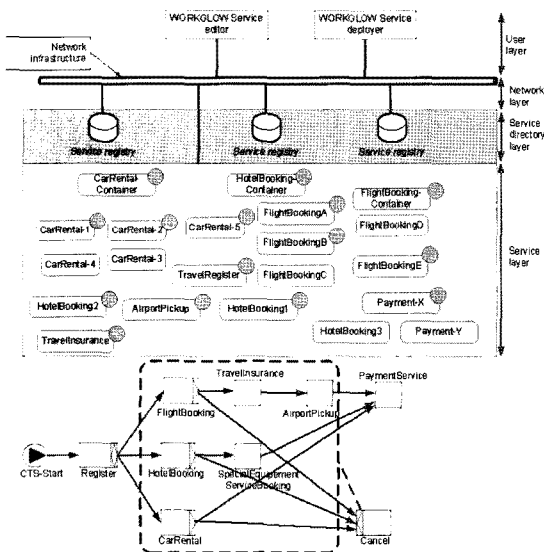 WORKGLOW Service
editor
WORKGLOW Service
deployer
User
layer
Network
infrastructure
Network
layer
Service registry
Service registry
Service registry
Service
directory
layer
CarRental-
Container
HotelBooking-
Container
FlightBooking-
Container
CarRental-1
CarRental-2
CarRental-5
FlightBookingA
FlightBookingD
FlightBookingB
CarRental-4
CarRental-3
TravelRegister
FlightBookingC
FlightBookingE
Service
layer
HotelBooking2
AirportPickup
HotelBooking1
Payment-X
TravelInsurance
HotelBooking3
Payment-Y
TravelInsurance
PaymentService
FlightBooking
AirportPickup
CTS-Start
Register
HotelBooking
SpecialEquipement
ServiceBooking
CarRental
Cancel